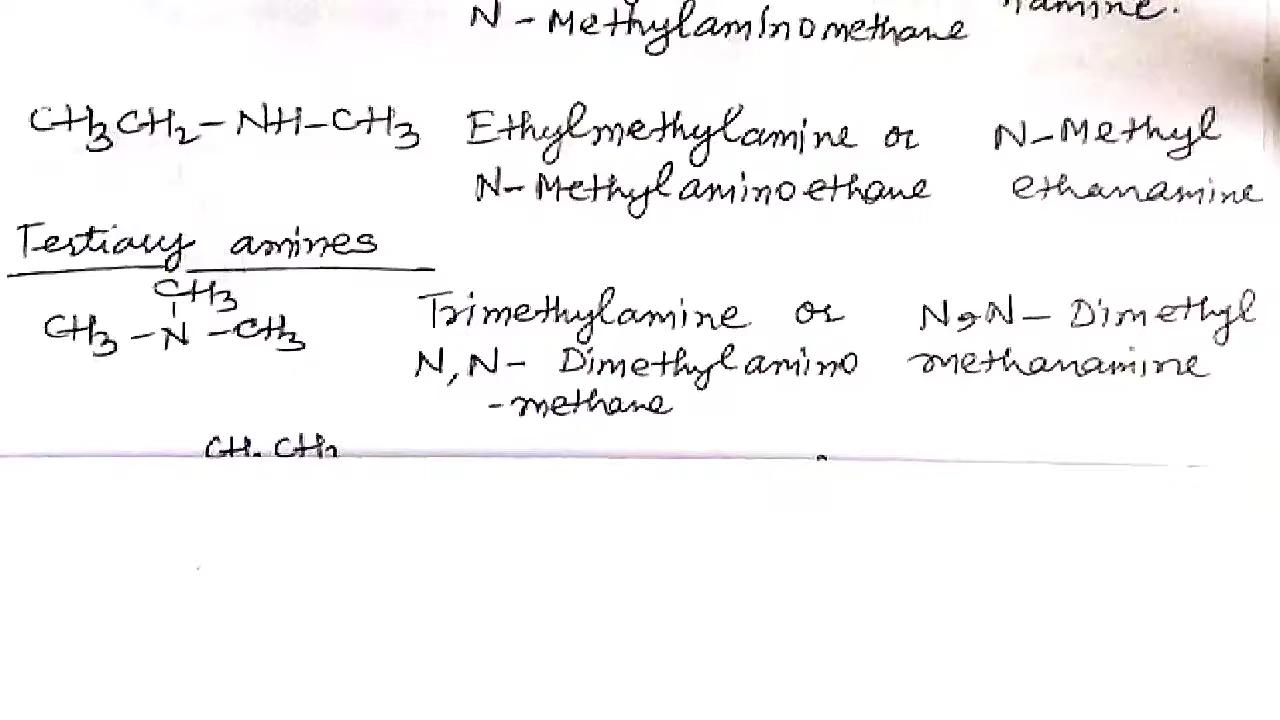 N-Methylaminomethane
CH3CH2-NH-CH3 Ethylmethylamine or N-Methyl
N-Methylaminoethane ethanamine
Tertiary amines
CH3
CH3-N-CH3 Trimethylamine or N,N-Dimethyl
N,N-Dimethylamino methanamine
-methane